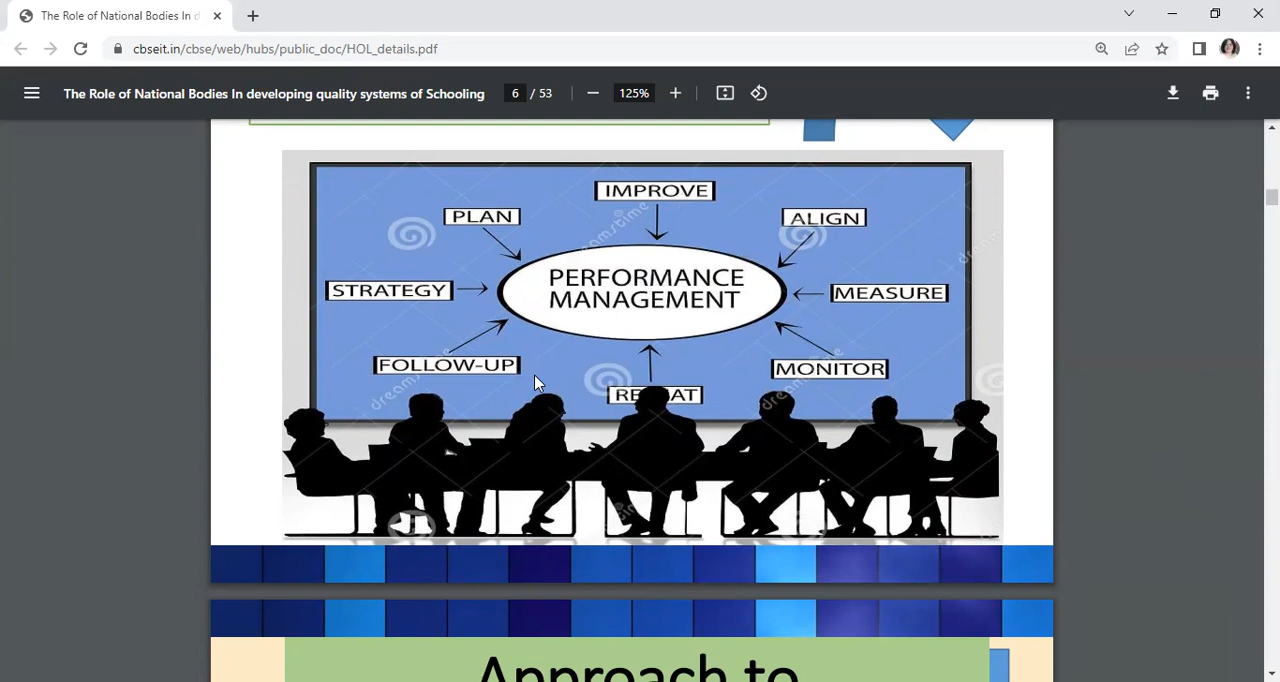 The Role of National Bodies In d
cbseit.in/cbse/web/hubs/public_doc/HOL_details.pdf
The Role of National Bodies In developing quality systems of Schooling
6 / 53
125%
IMPROVE
PLAN
ALIGN
PERFORMANCE
MANAGEMENT
STRATEGY
MEASURE
FOLLOW-UP
MONITOR
dreamstime
Approach to